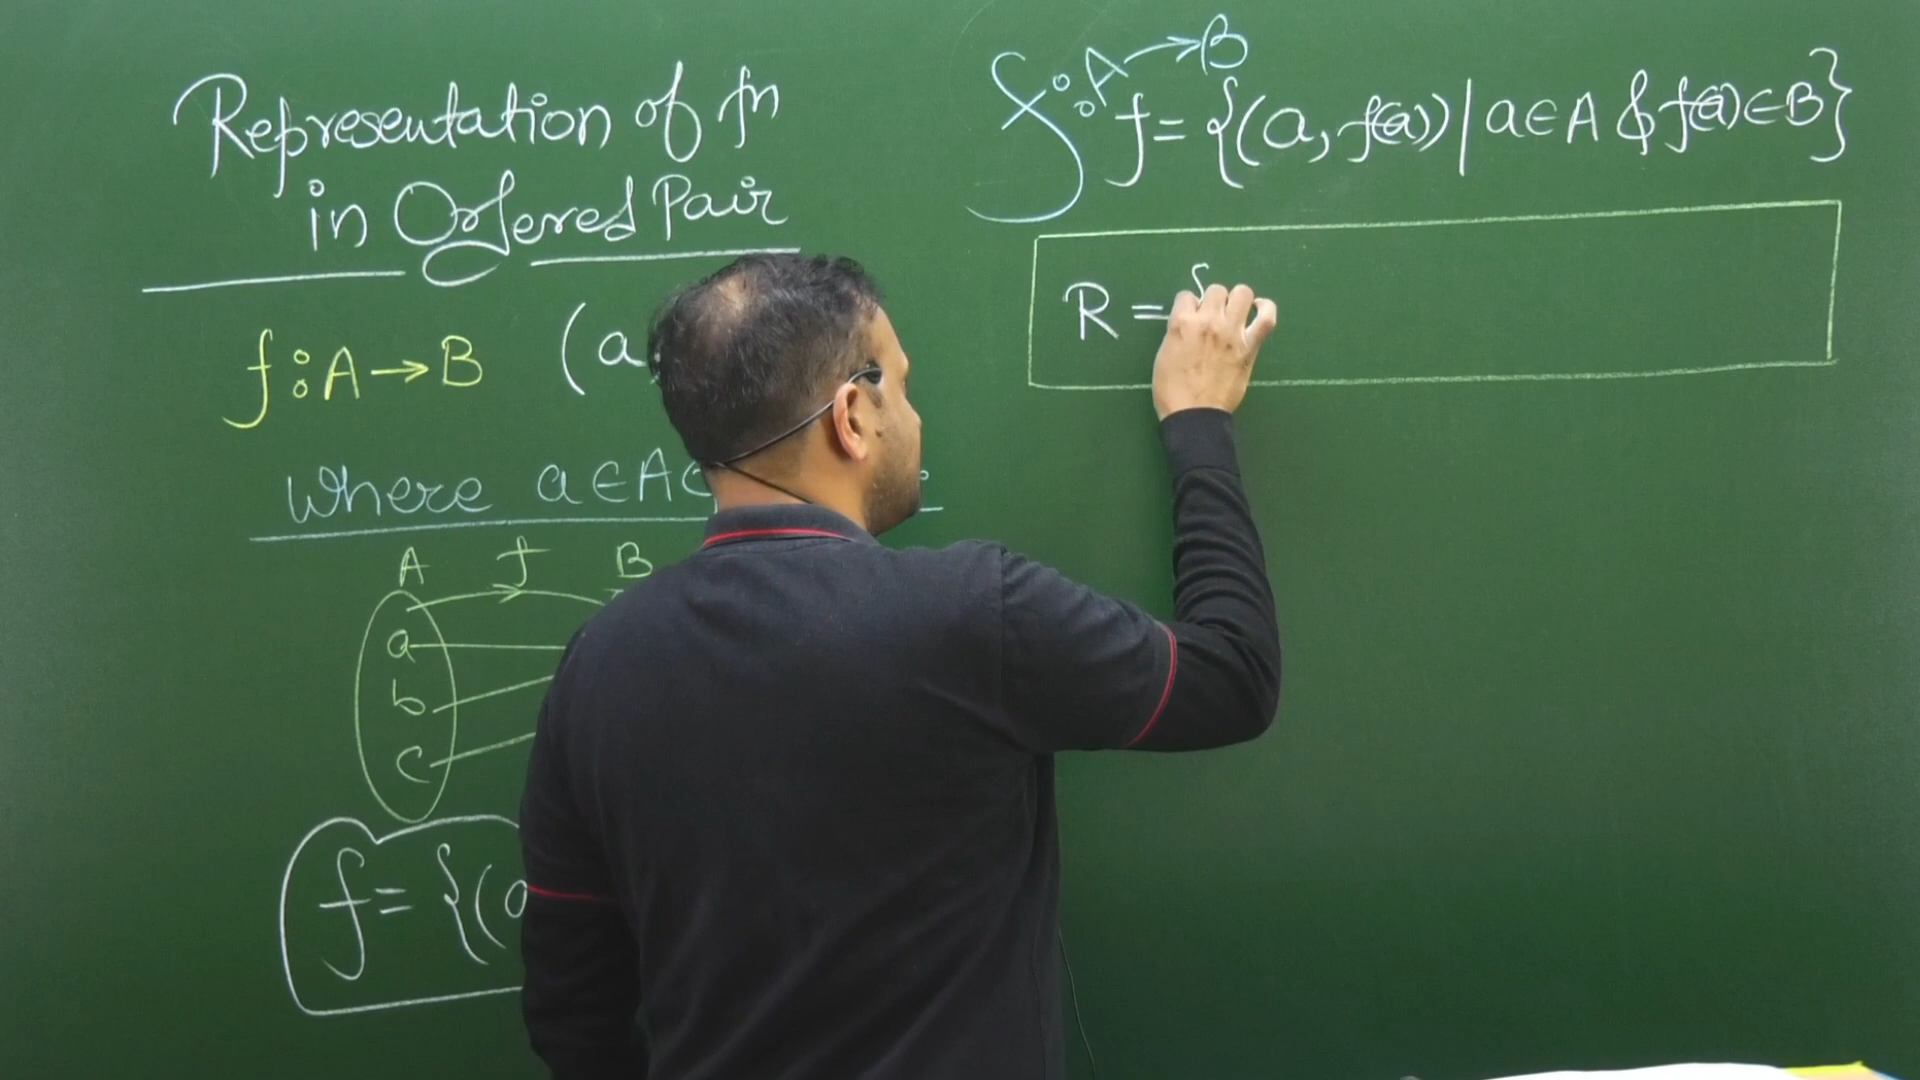 Representation of fn
in Ordered Pair
f : A → B (a,
where a ∈ A
A f B
a
b
c
f = {(a
f : A → B
f = {(a, f(a)) | a ∈ A & f(a) ∈ B}
R = {